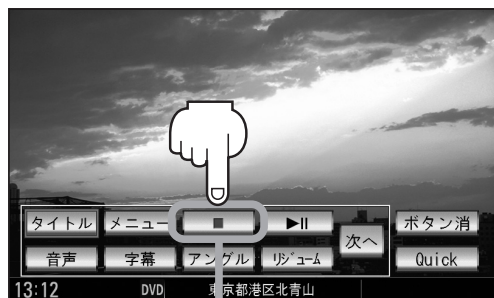 タイトル メニュー ■ ▶II ボタン消
次へ
音声 字幕 アングル リジューム Quick
13:12 DVD 東京都港区北青山